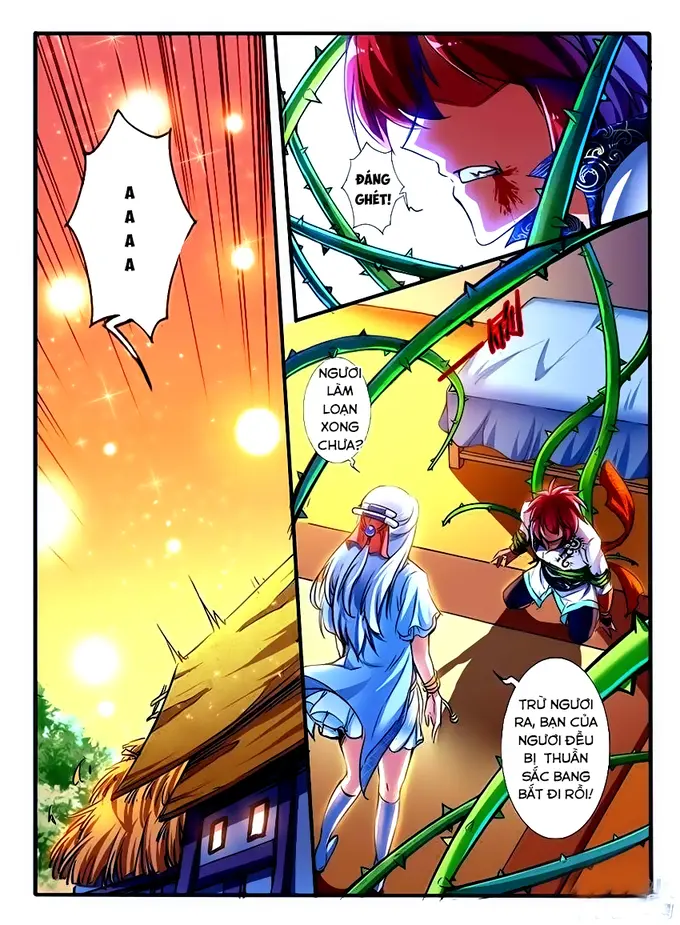 A
A
A
A
ĐÁNG
GHÉT!
NGƯƠI
LÀM
LOẠN
XONG
CHƯA?
TRỪ NGƯƠI
RA, BẠN CỦA
NGƯƠI ĐỀU
BỊ THUẦN
SẮC BANG
BẮT ĐI RỒI!